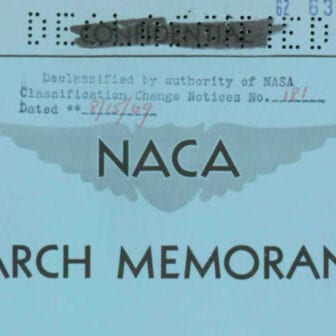 62 63
DECLASSIFIED
CONFIDENTIAL
Declassified by authority of NASA
Classification Change Notices No. 181
Dated ** 8/15/69
NACA
ARCH MEMORAN